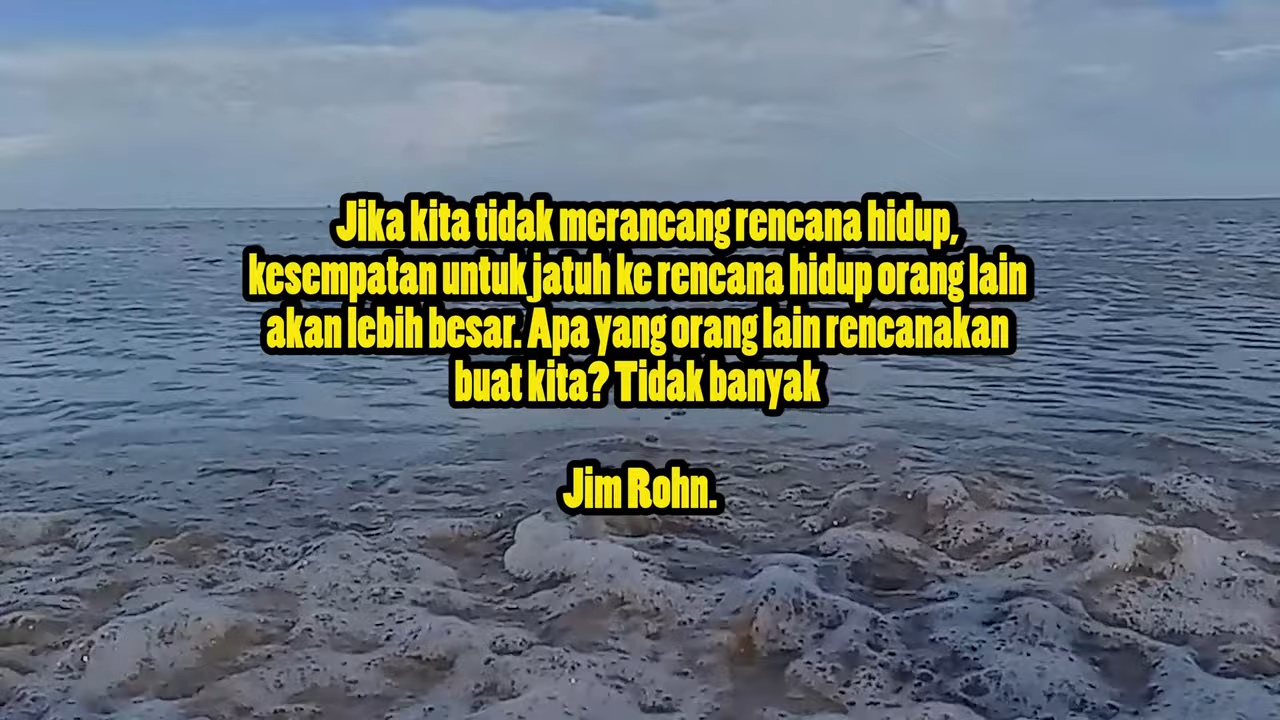 Jika kita tidak merancang rencana hidup,
kesempatan untuk jatuh ke rencana hidup orang lain
akan lebih besar. Apa yang orang lain rencanakan
buat kita? Tidak banyak
Jim Rohn.